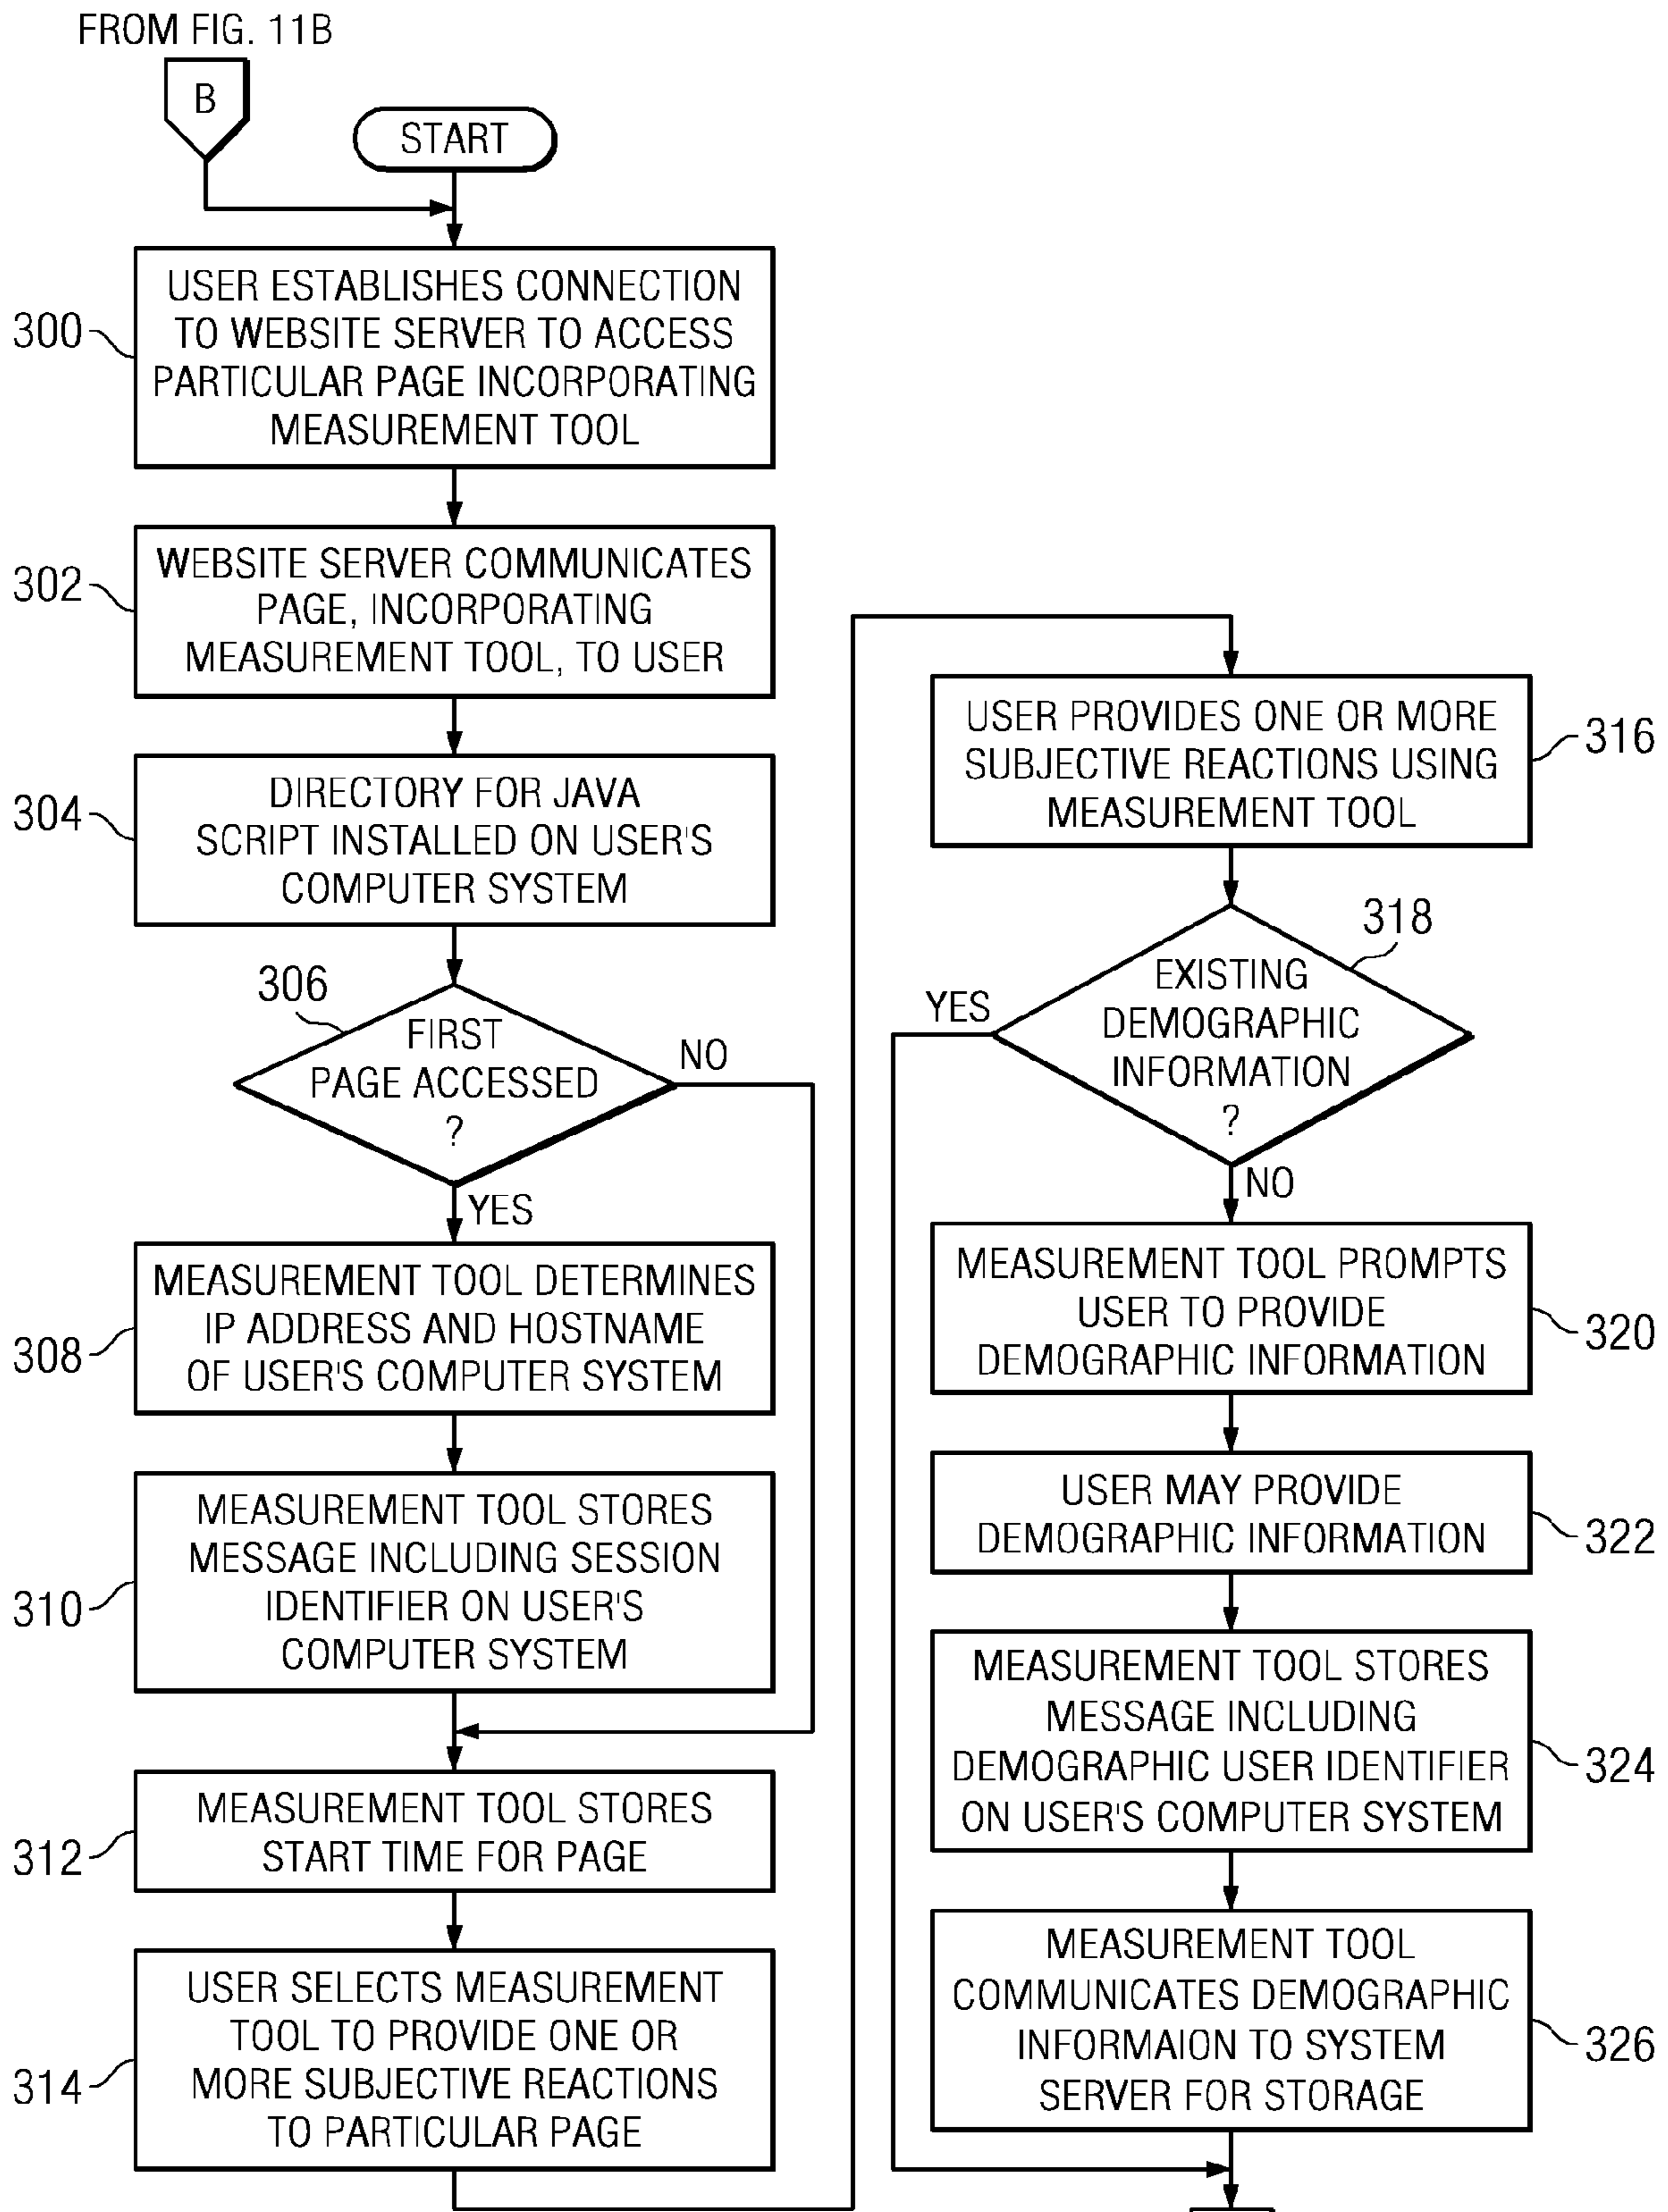 FROM FIG. 11B
B
START
300
USER ESTABLISHES CONNECTION
TO WEBSITE SERVER TO ACCESS
PARTICULAR PAGE INCORPORATING
MEASUREMENT TOOL
302
WEBSITE SERVER COMMUNICATES
PAGE, INCORPORATING
MEASUREMENT TOOL, TO USER
304
DIRECTORY FOR JAVA
SCRIPT INSTALLED ON USER'S
COMPUTER SYSTEM
306
FIRST
PAGE ACCESSED
?
NO
YES
308
MEASUREMENT TOOL DETERMINES
IP ADDRESS AND HOSTNAME
OF USER'S COMPUTER SYSTEM
310
MEASUREMENT TOOL STORES
MESSAGE INCLUDING SESSION
IDENTIFIER ON USER'S
COMPUTER SYSTEM
312
MEASUREMENT TOOL STORES
START TIME FOR PAGE
314
USER SELECTS MEASUREMENT
TOOL TO PROVIDE ONE OR
MORE SUBJECTIVE REACTIONS
TO PARTICULAR PAGE
USER PROVIDES ONE OR MORE
SUBJECTIVE REACTIONS USING
MEASUREMENT TOOL
316
318
EXISTING
DEMOGRAPHIC
INFORMATION
?
YES
NO
MEASUREMENT TOOL PROMPTS
USER TO PROVIDE
DEMOGRAPHIC INFORMATION
320
USER MAY PROVIDE
DEMOGRAPHIC INFORMATION
322
MEASUREMENT TOOL STORES
MESSAGE INCLUDING
DEMOGRAPHIC USER IDENTIFIER
ON USER'S COMPUTER SYSTEM
324
MEASUREMENT TOOL
COMMUNICATES DEMOGRAPHIC
INFORMAION TO SYSTEM
SERVER FOR STORAGE
326